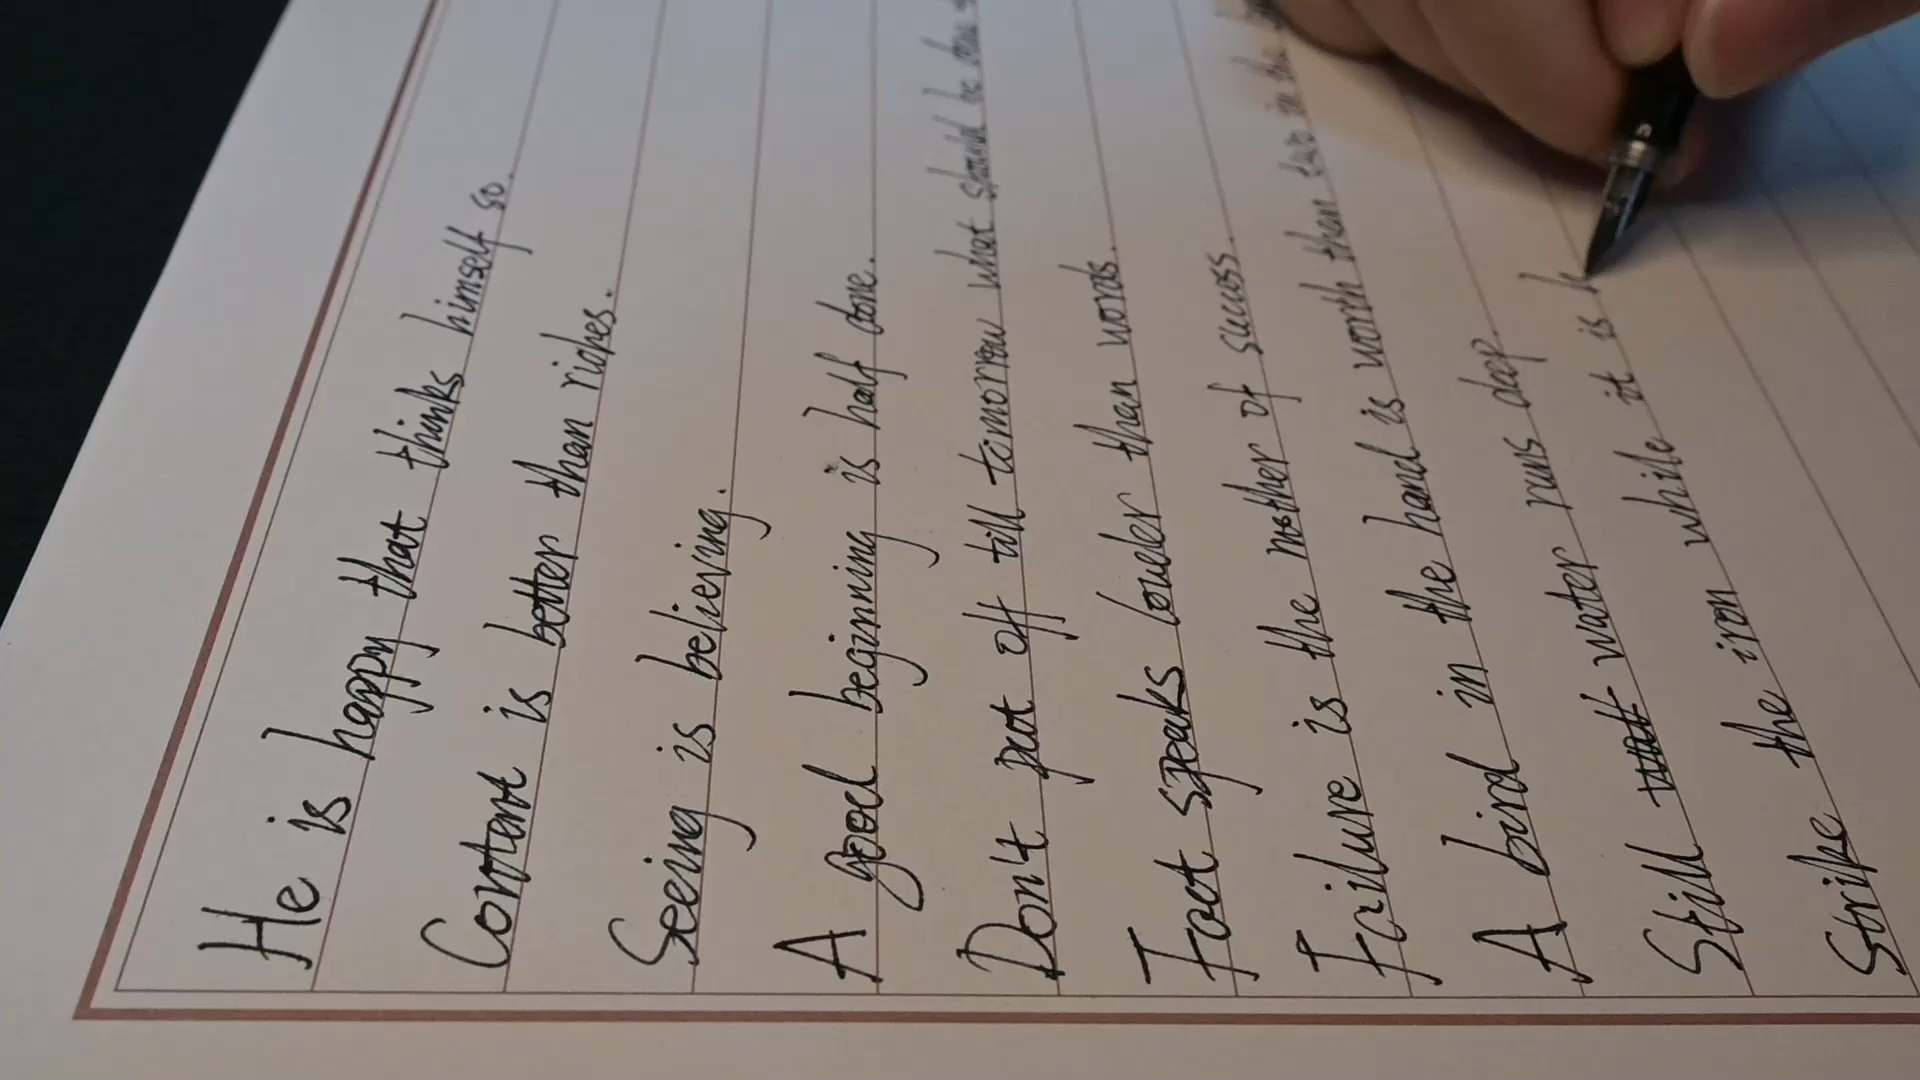 He is happy that thinks himself so.
Content is better than riches.
Seeing is believing.
A good beginning is half done.
Don't put off till tomorrow what should be done
Fact speaks louder than words.
Failure is the mother of success.
A bird in the hand is worth than two in the
Still water runs deep.
Strike the iron while it is h